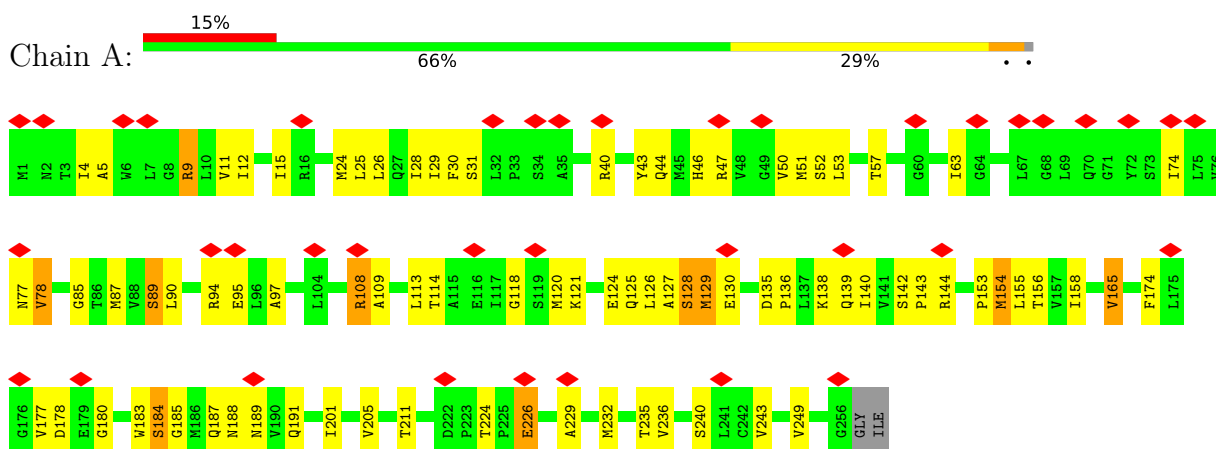 15%
Chain A:
66% 29% • •
M1 N2 T3 I4 A5 W6 L7 G8 R9 L10 V11 I12 I15 R16 M24 L25 L26 Q27 I28 I29 F30 S31 L32 P33 S34 A35 R40 Y43 Q44 M45 H46 R47 V48 G49 V50 M51 S52 L53 T57 G60 I63 G64 L67 G68 L69 Q70 G71 Y72 S73 I74 L75 V76
N77 V78 G85 T86 M87 V88 S89 L90 R94 E95 L96 A97 L104 R108 A109 L113 T114 A115 E116 I117 G118 S119 M120 K121 E124 Q125 L126 A127 S128 M129 E130 D135 P136 L137 K138 Q139 I140 V141 S142 P143 R144 P153 M154 L155 T156 V157 I158 V165 F174 L175
G176 V177 D178 E179 G180 W183 S184 G185 M186 Q187 N188 N189 V190 Q191 I201 V205 T211 D222 P223 T224 P225 E226 A229 M232 T235 V236 S240 L241 C242 V243 V249 G256 GLY ILE